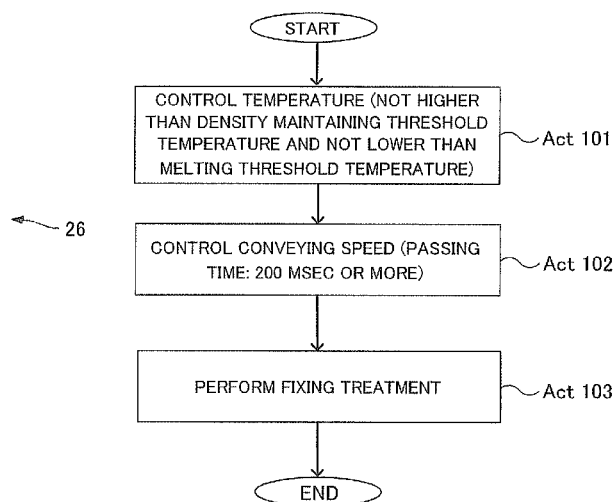 START
CONTROL TEMPERATURE (NOT HIGHER
THAN DENSITY MAINTAINING THRESHOLD
TEMPERATURE AND NOT LOWER THAN
MELTING THRESHOLD TEMPERATURE)
Act 101
26
CONTROL CONVEYING SPEED (PASSING
TIME: 200 MSEC OR MORE)
Act 102
PERFORM FIXING TREATMENT
Act 103
END